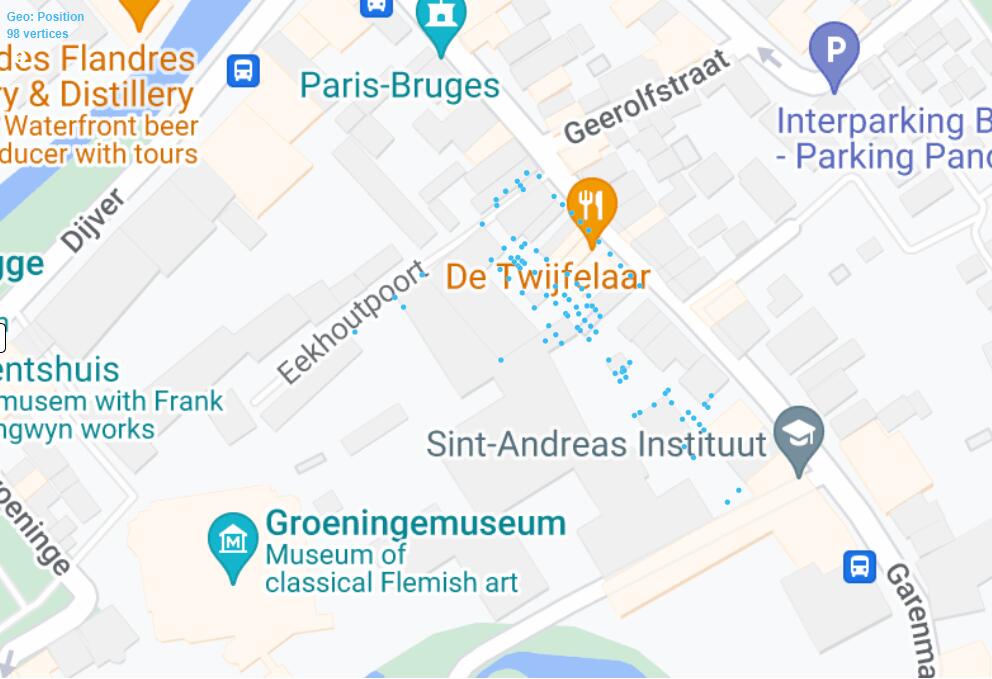 Geo: Position
98 vertices
des Flandres
ry & Distillery
Waterfront beer
ducer with tours
Paris-Bruges
Geerolfstraat
P
Interparking B
- Parking Pand
Dijver
gge
De Twijfelaar
Eekhoutpoort
entshuis
musem with Frank
ngwyn works
Sint-Andreas Instituut
roeninge
M
Groeningemuseum
Museum of
classical Flemish art
Garenma